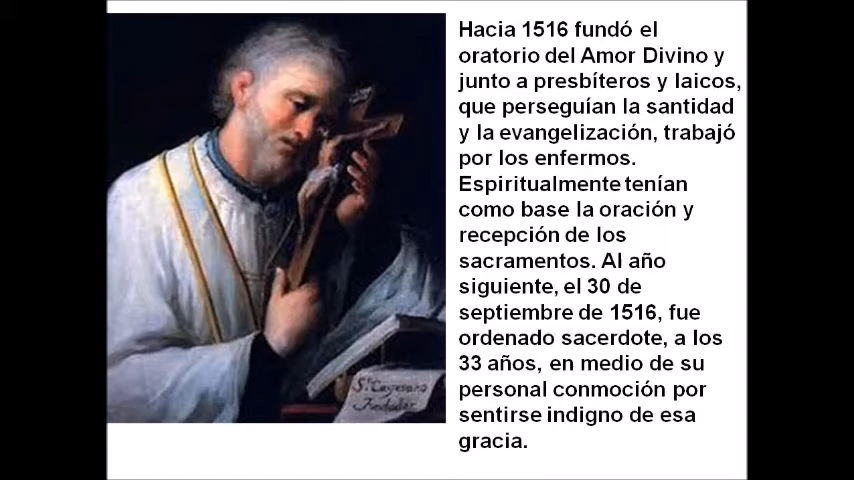 Hacia 1516 fundó el
oratorio del Amor Divino y
junto a presbíteros y laicos,
que perseguían la santidad
y la evangelización, trabajó
por los enfermos.
Espiritualmente tenían
como base la oración y
recepción de los
sacramentos. Al año
siguiente, el 30 de
septiembre de 1516, fue
ordenado sacerdote, a los
33 años, en medio de su
personal conmoción por
sentirse indigno de esa
gracia.
Sn Cayetano
Fundador